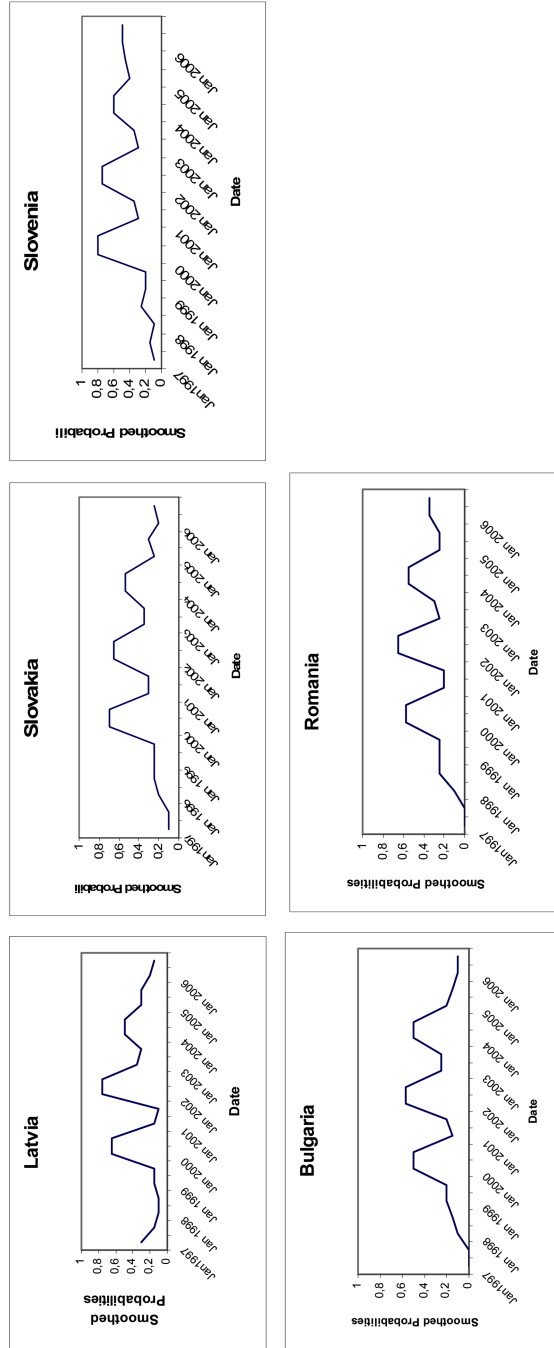 Latvia
Smoothed
Probabilities
1
0,8
0,6
0,4
0,2
0
Jan1997
Jan 1998
Jan 1999
Jan 2000
Jan 2001
Jan 2002
Jan 2003
Jan 2004
Jan 2005
Jan 2006
Date
Slovakia
Smoothed Probabili
1
0,8
0,6
0,4
0,2
0
Jan 1997
Jan 1998
Jan 1999
Jan 2000
Jan 2001
Jan 2002
Jan 2003
Jan 2004
Jan 2005
Jan 2006
Date
Slovenia
Smoothed Probabili
1
0,8
0,6
0,4
0,2
0
Jan1997
Jan 1998
Jan 1999
Jan 2000
Jan 2001
Jan 2002
Jan 2003
Jan 2004
Jan 2005
Jan 2006
Date
Bulgaria
Smoothed Probabilities
1
0,8
0,6
0,4
0,2
0
Jan1997
Jan 1998
Jan 1999
Jan 2000
Jan 2001
Jan 2002
Jan 2003
Jan 2004
Jan 2005
Jan 2006
Date
Romania
Smoothed Probabilities
1
0,8
0,6
0,4
0,2
0
Jan1997
Jan 1998
Jan 1999
Jan 2000
Jan 2001
Jan 2002
Jan 2003
Jan 2004
Jan 2005
Jan 2006
Date